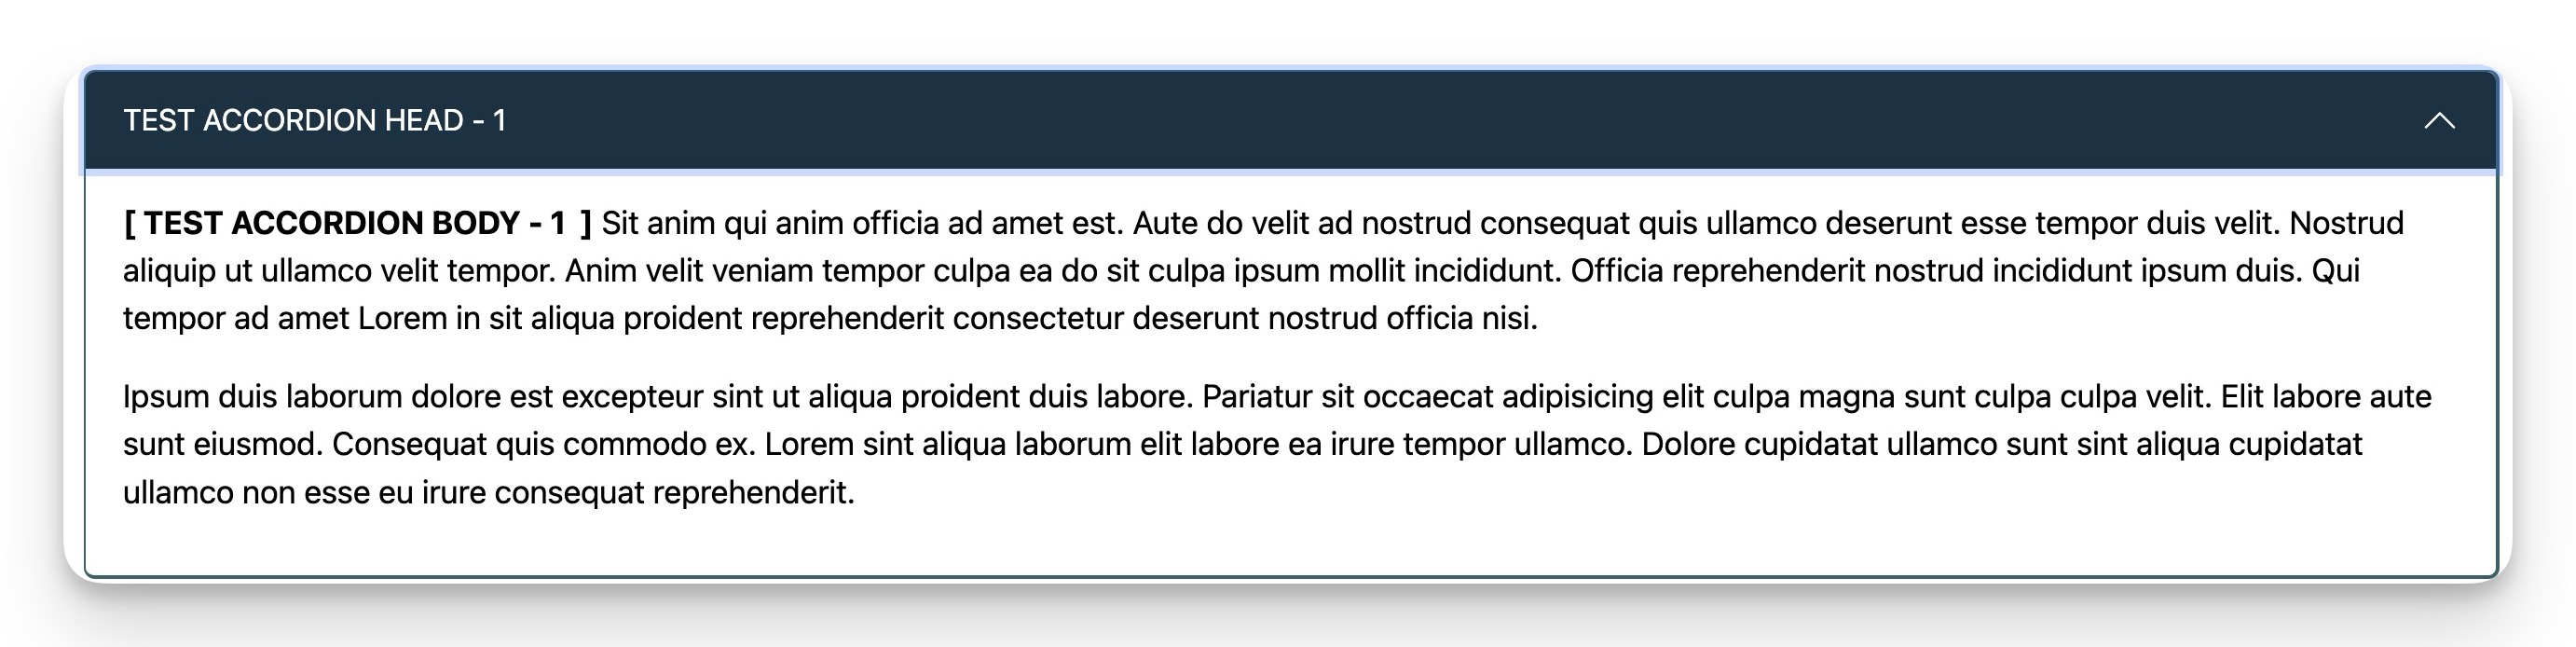 TEST ACCORDION HEAD - 1
[ TEST ACCORDION BODY - 1 ] Sit anim qui anim officia ad amet est. Aute do velit ad nostrud consequat quis ullamco deserunt esse tempor duis velit. Nostrud
aliquip ut ullamco velit tempor. Anim velit veniam tempor culpa ea do sit culpa ipsum mollit incididunt. Officia reprehenderit nostrud incididunt ipsum duis. Qui
tempor ad amet Lorem in sit aliqua proident reprehenderit consectetur deserunt nostrud officia nisi.
Ipsum duis laborum dolore est excepteur sint ut aliqua proident duis labore. Pariatur sit occaecat adipisicing elit culpa magna sunt culpa culpa velit. Elit labore aute
sunt eiusmod. Consequat quis commodo ex. Lorem sint aliqua laborum elit labore ea irure tempor ullamco. Dolore cupidatat ullamco sunt sint aliqua cupidatat
ullamco non esse eu irure consequat reprehenderit.